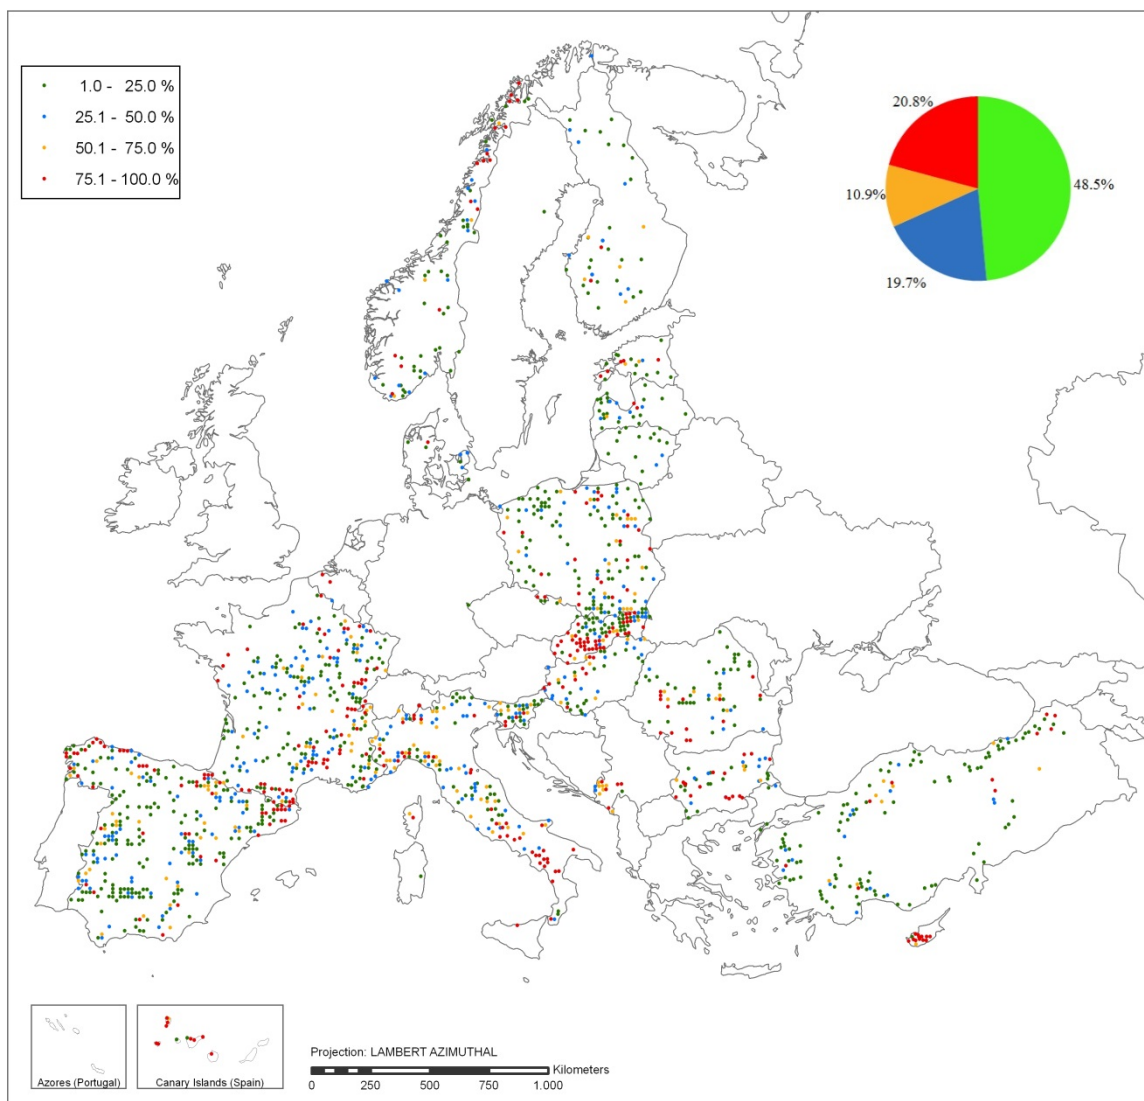 1.0 - 25.0 %
25.1 - 50.0 %
50.1 - 75.0 %
75.1 - 100.0 %
20.8%
48.5%
10.9%
19.7%
Azores (Portugal)
Canary Islands (Spain)
Projection: LAMBERT AZIMUTHAL
Kilometers
0 250 500 750 1.000